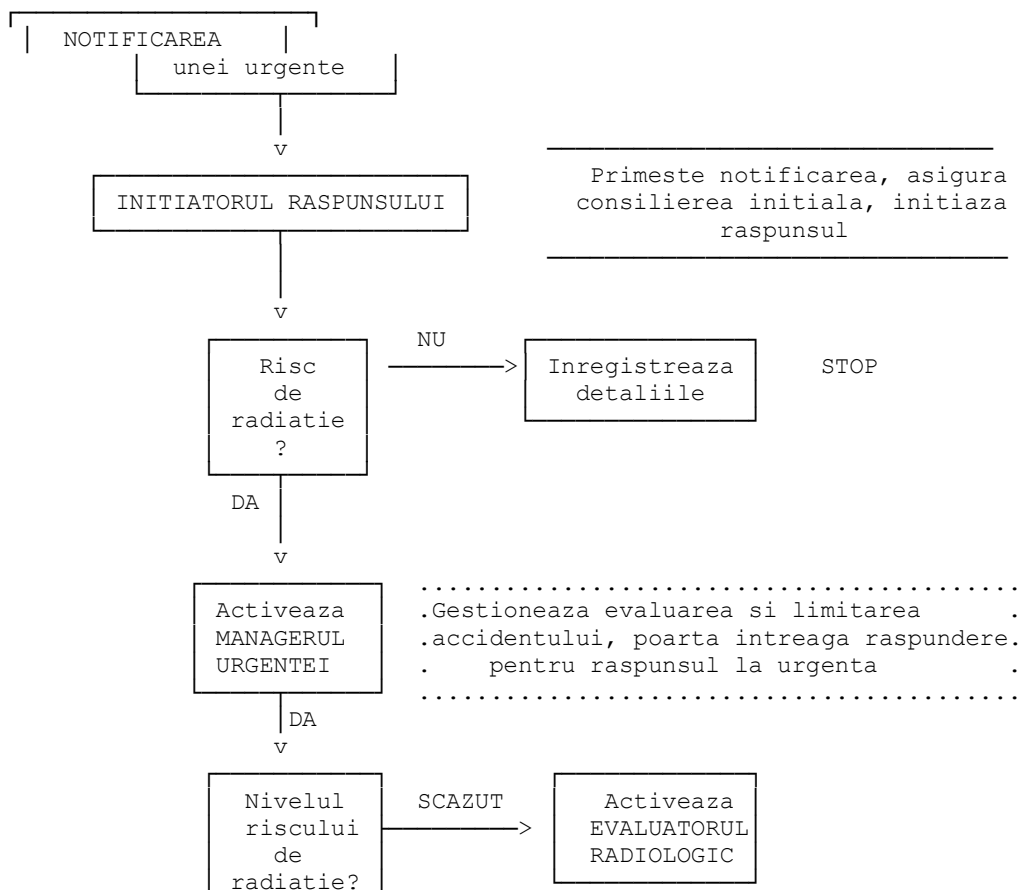 NOTIFICAREA
unei urgente
v
Primeste notificarea, asigura
INITIATORUL RASPUNSULUI
consilierea initiala, initiaza
raspunsul
v
NU
Risc
de
radiatie
?
>
Inregistreaza
detaliile
STOP
DA
v
Activeaza
MANAGERUL
URGENTEI
..........................................
.Gestioneaza evaluarea si limitarea .
.accidentului, poarta intreaga raspundere.
. pentru raspunsul la urgenta .
..........................................
DA
v
Nivelul
riscului
de
radiatie?
SCAZUT
>
Activeaza
EVALUATORUL
RADIOLOGIC